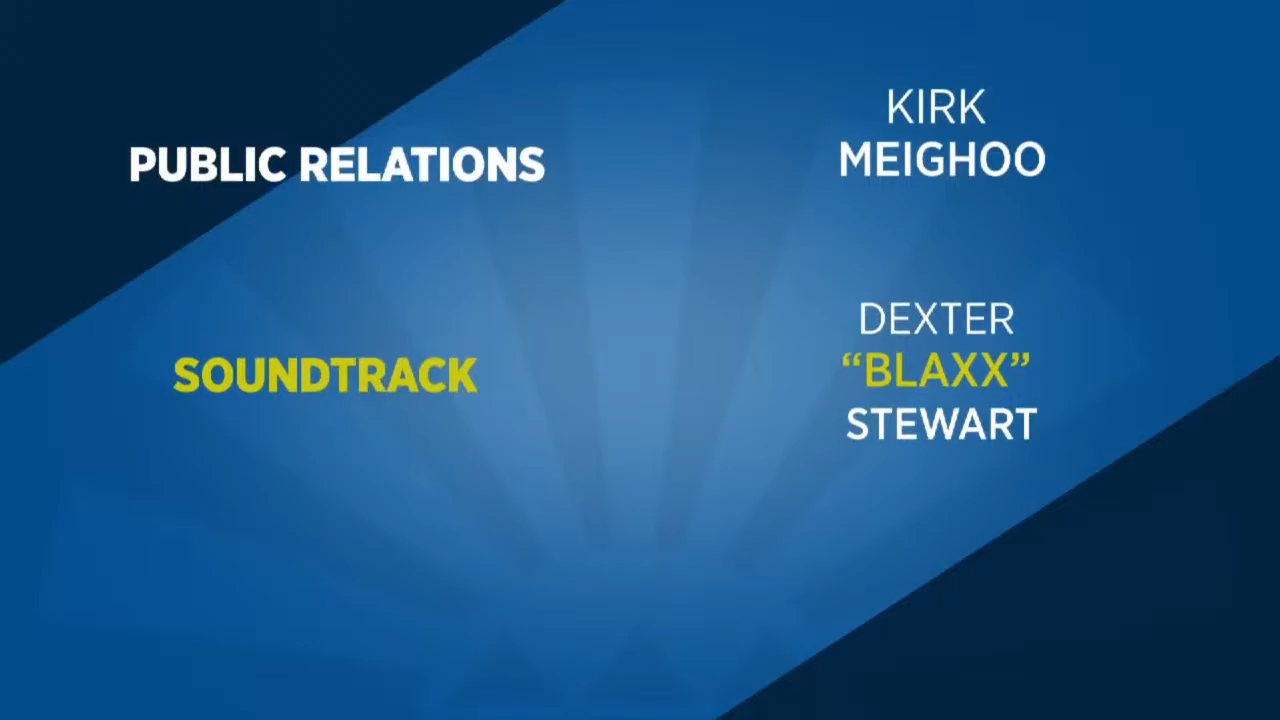 PUBLIC RELATIONS
KIRK
MEIGHOO
SOUNDTRACK
DEXTER
“BLAXX”
STEWART